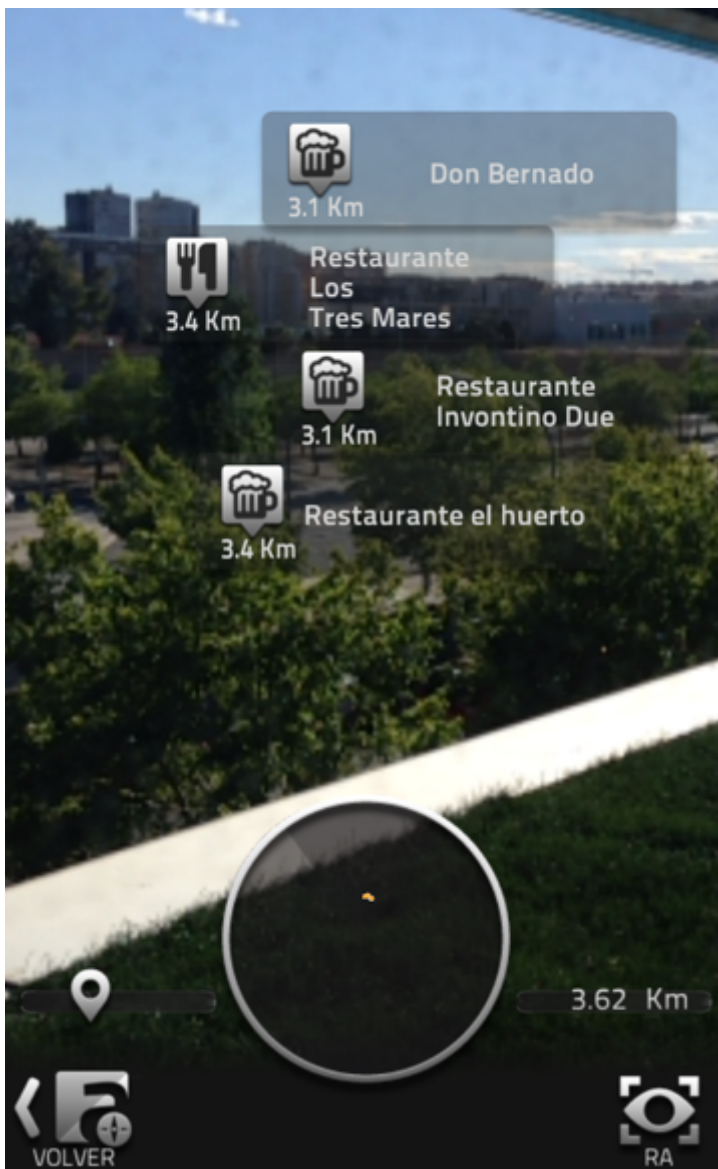 Don Bernado
3.1 Km
Restaurante
Los
Tres Mares
3.4 Km
Restaurante
Invontino Due
3.1 Km
Restaurante el huerto
3.4 Km
3.62 Km
VOLVER
RA